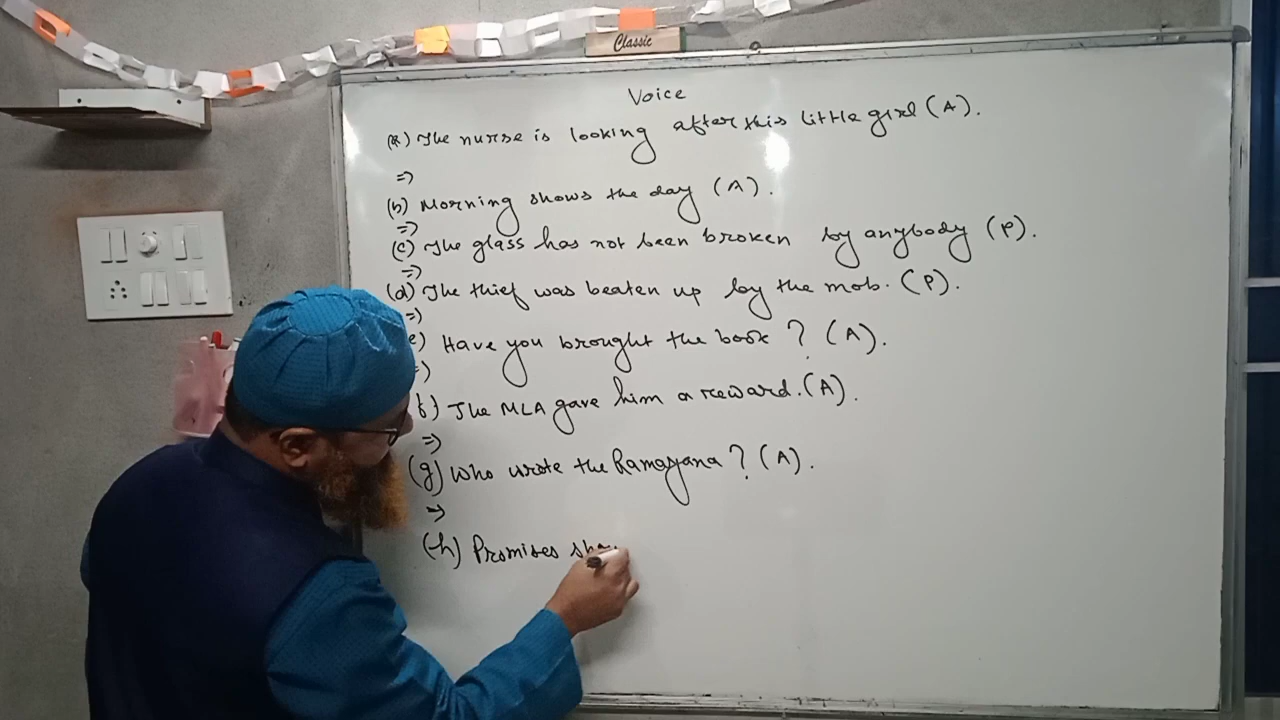 Classic
Voice
(a) The nurse is looking after this little girl (A).
=>
(b) Morning shows the day (A).
=>
(c) The glass has not been broken by anybody (P).
=>
(d) The thief was beaten up by the mob. (P).
=>
e) Have you brought the book ? (A).
=>
f) The MLA gave him a reward. (A).
=>
(g) Who wrote the Ramayana ? (A).
=>
(h) Promises